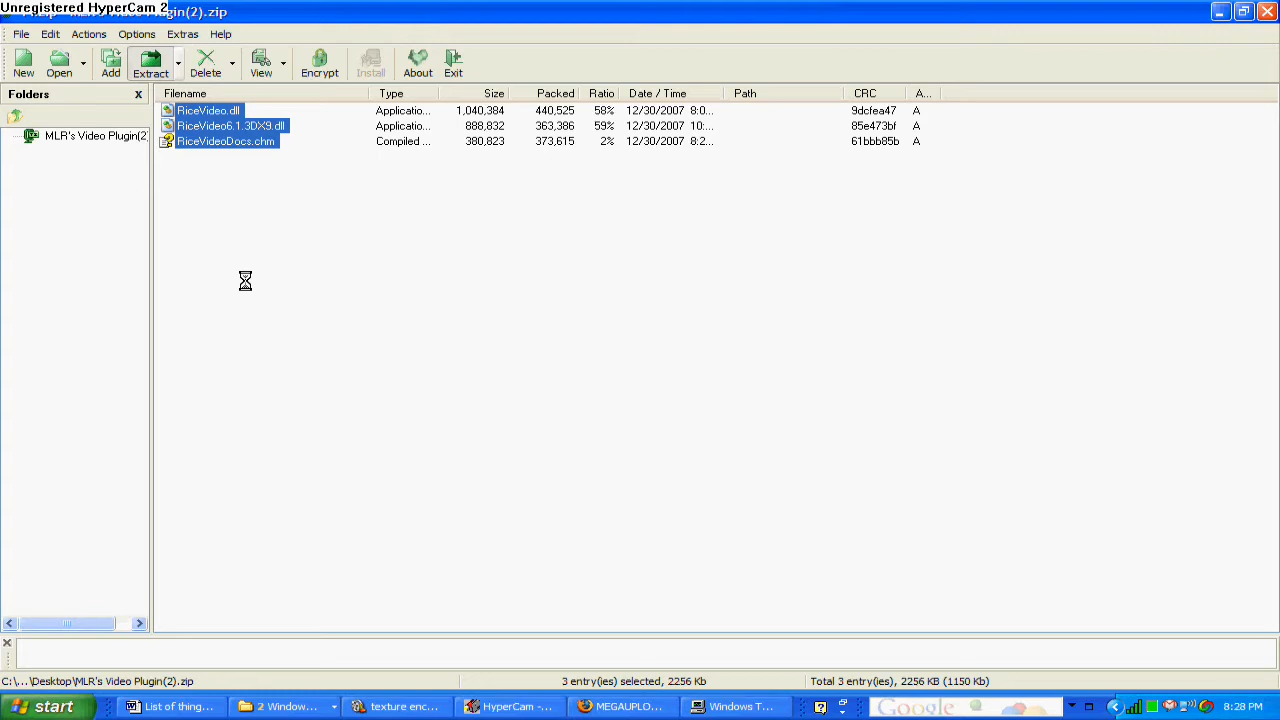 Unregistered HyperCam 2
MLR's Video Plugin(2).zip
File Edit Actions Options Extras Help
New Open Add Extract Delete View Encrypt Install About Exit
Folders x Filename Type Size Packed Ratio Date / Time Path CRC A...
RiceVideo.dll Applicatio... 1,040,384 440,525 58% 12/30/2007 8:0... 9dcfea47 A
MLR's Video Plugin(2) RiceVideo6.1.3DX9.dll Applicatio... 888,832 363,386 59% 12/30/2007 10:... 85e473bf A
RiceVideoDocs.chm Compiled ... 380,823 373,615 2% 12/30/2007 8:2... 61bbb85b A
C:\...\Desktop\MLR's Video Plugin(2).zip 3 entry(ies) selected, 2256 Kb Total 3 entry(ies), 2256 KB (1150 Kb)
start List of thing... 2 Window... texture enc... HyperCam -... MEGAUPLO... Windows T... Google 8:28 PM